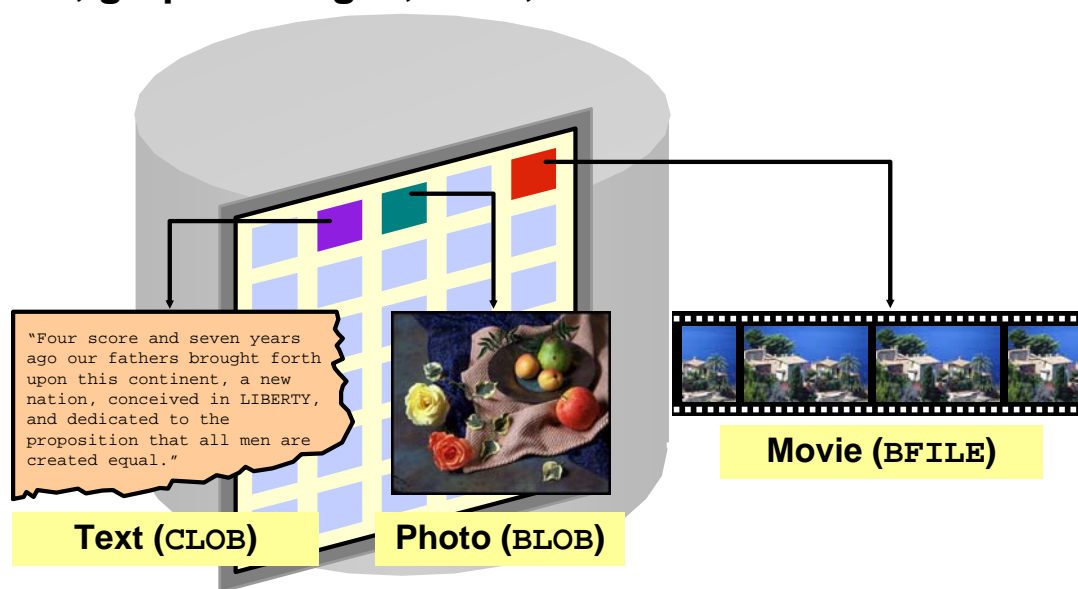 "Four score and seven years
ago our fathers brought forth
upon this continent, a new
nation, conceived in LIBERTY,
and dedicated to the
proposition that all men are
created equal."
Text (CLOB)
Photo (BLOB)
Movie (BFILE)